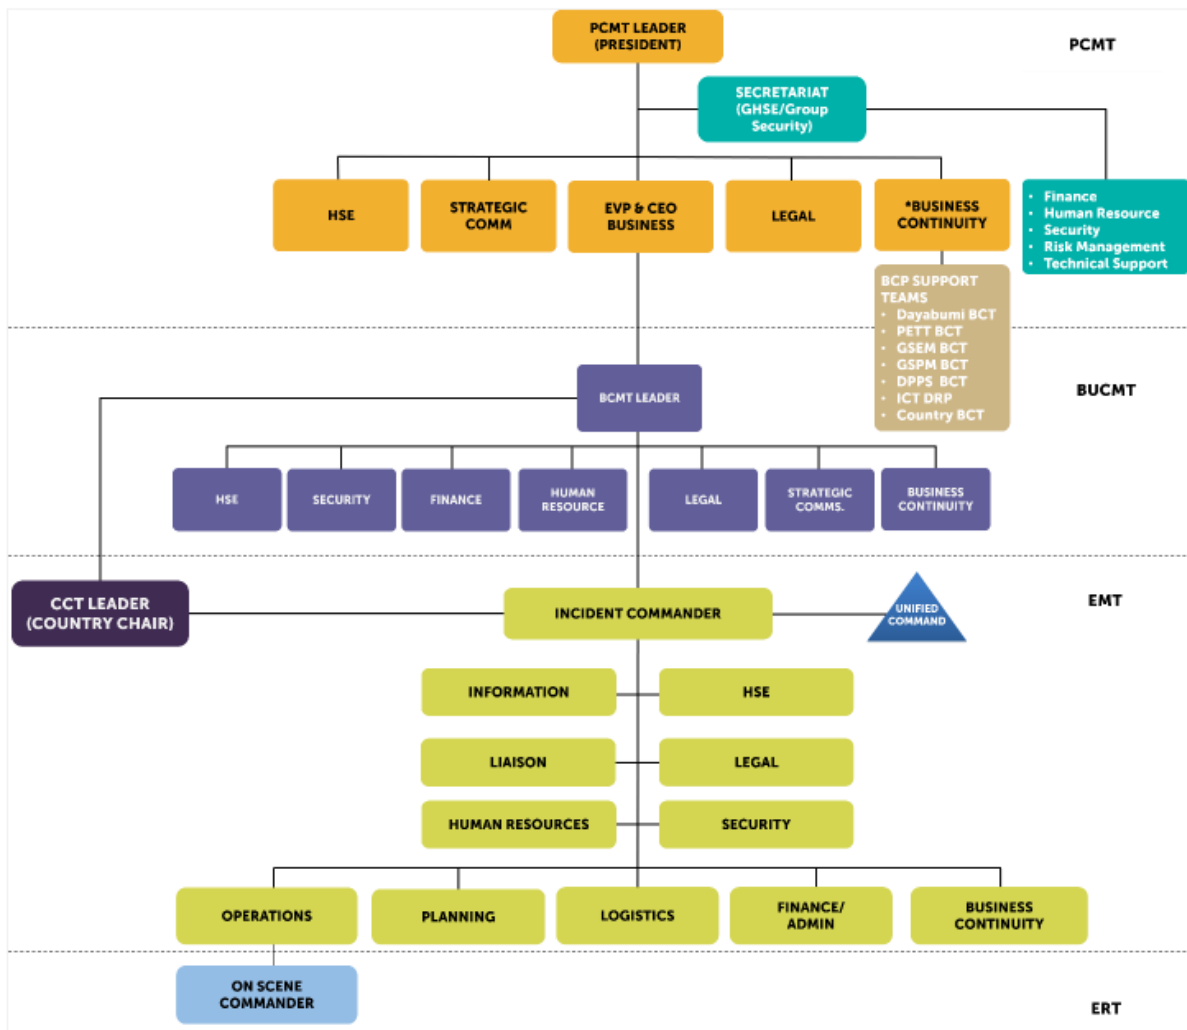 PCMT LEADER
(PRESIDENT)
PCMT
SECRETARIAT
(GHSE/Group
Security)
HSE
STRATEGIC
COMM
EVP & CEO
BUSINESS
LEGAL
*BUSINESS
CONTINUITY
• Finance
• Human Resource
• Security
• Risk Management
• Technical Support
BCP SUPPORT
TEAMS
• Dayabumi BCT
• PETT BCT
• GSEM BCT
• GSPM BCT
• DPPS BCT
• ICT DRP
• Country BCT
BUCMT
BCMT LEADER
HSE
SECURITY
FINANCE
HUMAN
RESOURCE
LEGAL
STRATEGIC
COMMS.
BUSINESS
CONTINUITY
CCT LEADER
(COUNTRY CHAIR)
INCIDENT COMMANDER
UNIFIED
COMMAND
EMT
INFORMATION
HSE
LIAISON
LEGAL
HUMAN RESOURCES
SECURITY
OPERATIONS
PLANNING
LOGISTICS
FINANCE/
ADMIN
BUSINESS
CONTINUITY
ON SCENE
COMMANDER
ERT